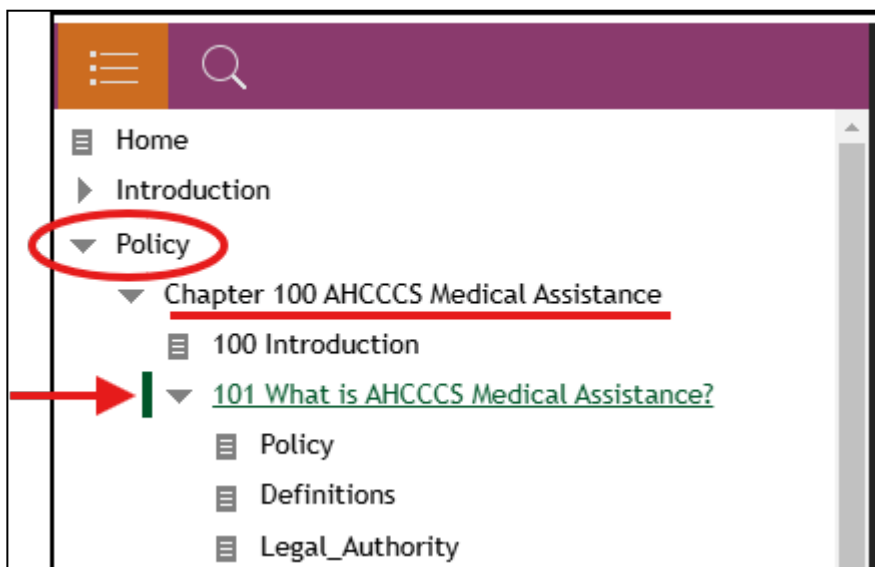 Home
Introduction
Policy
Chapter 100 AHCCCS Medical Assistance
100 Introduction
101 What is AHCCCS Medical Assistance?
Policy
Definitions
Legal_Authority